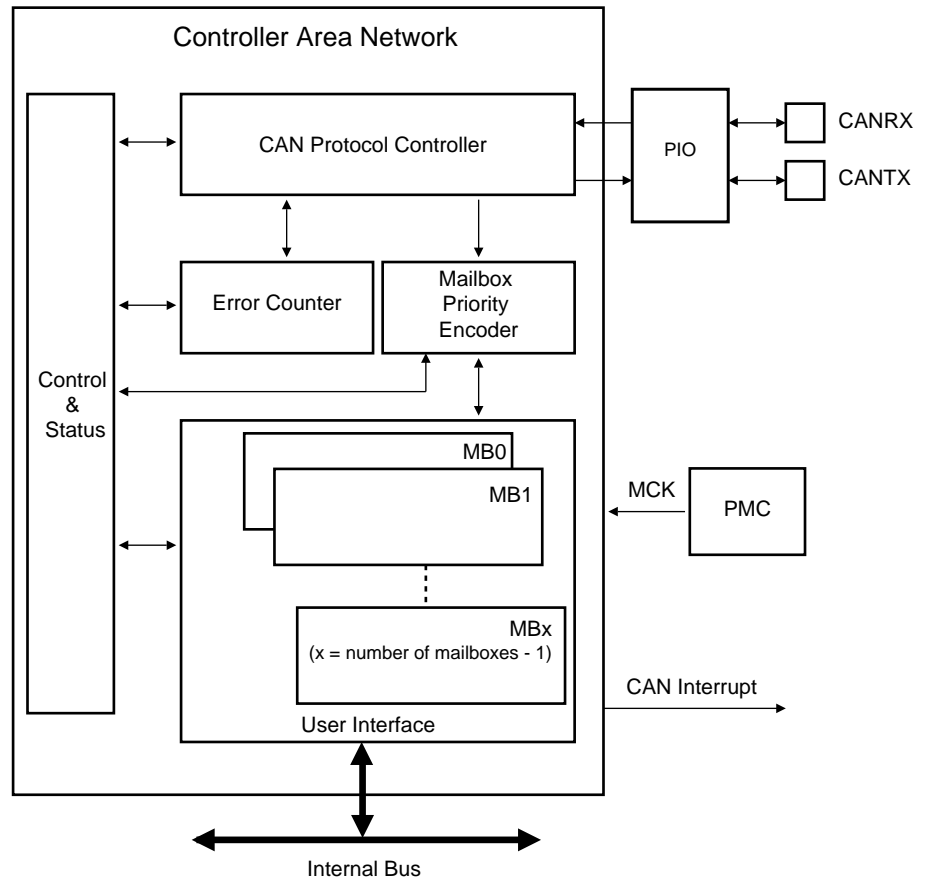 Controller Area Network
CAN Protocol Controller
PIO
CANRX
CANTX
Error Counter
Mailbox
Priority
Encoder
Control
&
Status
MB0
MB1
MCK
PMC
MBx
(x = number of mailboxes - 1)
CAN Interrupt
User Interface
Internal Bus